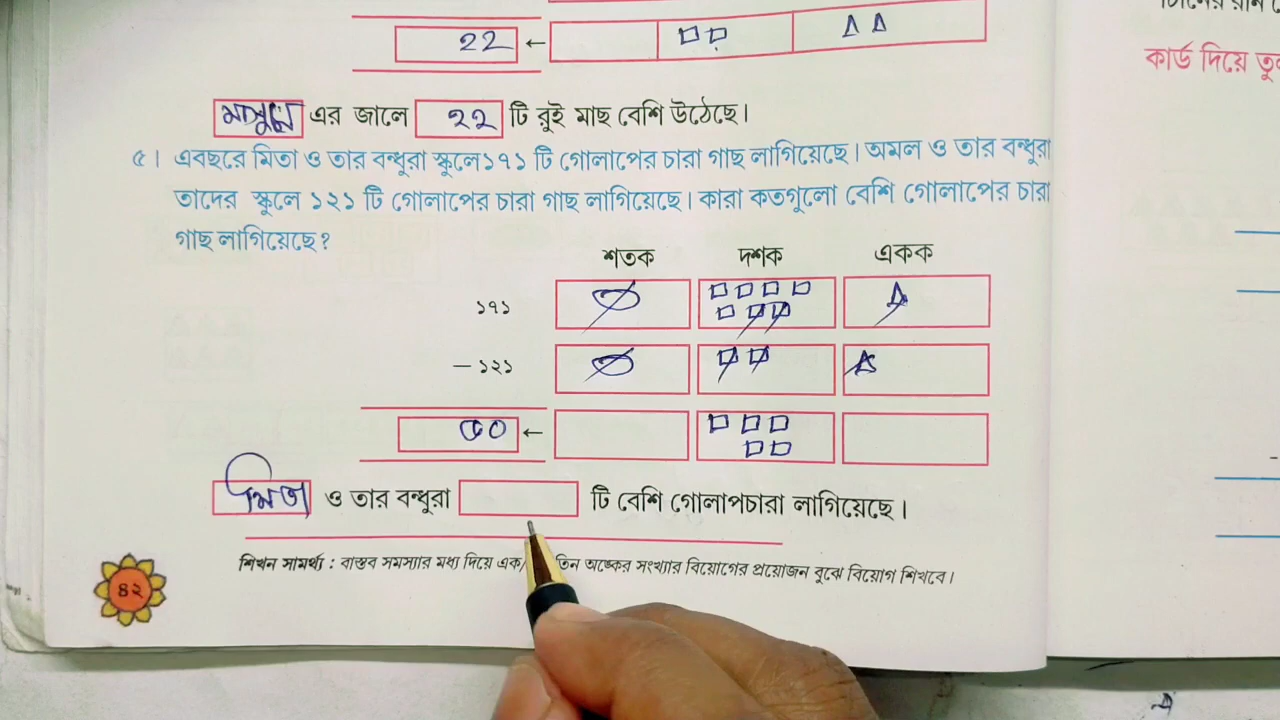 ২২ ←
মাসুদের এর জালে ২২ টি রুই মাছ বেশি উঠেছে।
কার্ড দিয়ে
৫। এবছরে মিতা ও তার বন্ধুরা স্কুলে ১৭১ টি গোলাপের চারা গাছ লাগিয়েছে। অমল ও তার বন্ধুরা
তাদের স্কুলে ১২১ টি গোলাপের চারা গাছ লাগিয়েছে। কারা কতগুলো বেশি গোলাপের চারা
গাছ লাগিয়েছে?
শতক দশক একক
১৭১
— ১২১
৫০ ←
মিতা ও তার বন্ধুরা টি বেশি গোলাপচারা লাগিয়েছে।
শিখন সামর্থ্য : বাস্তব সমস্যার মধ্য দিয়ে এক/ তিন অঙ্কের সংখ্যার বিয়োগের প্রয়োজন বুঝে বিয়োগ শিখবে।
৪২